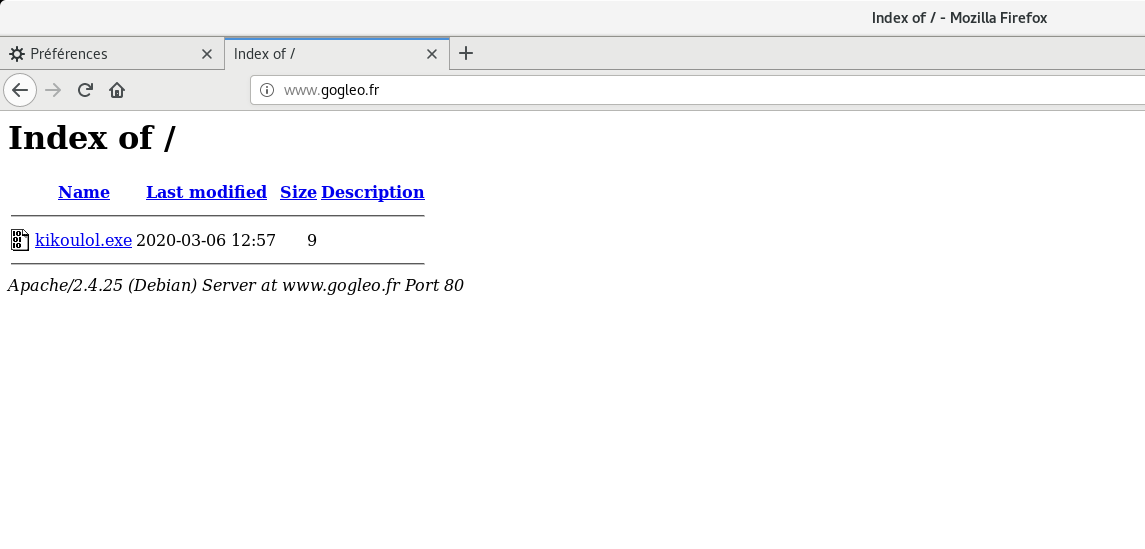 Index of / - Mozilla Firefox
Préférences
Index of /
www.gogleo.fr
Index of /
Name Last modified Size Description
kikoulol.exe 2020-03-06 12:57 9
Apache/2.4.25 (Debian) Server at www.gogleo.fr Port 80